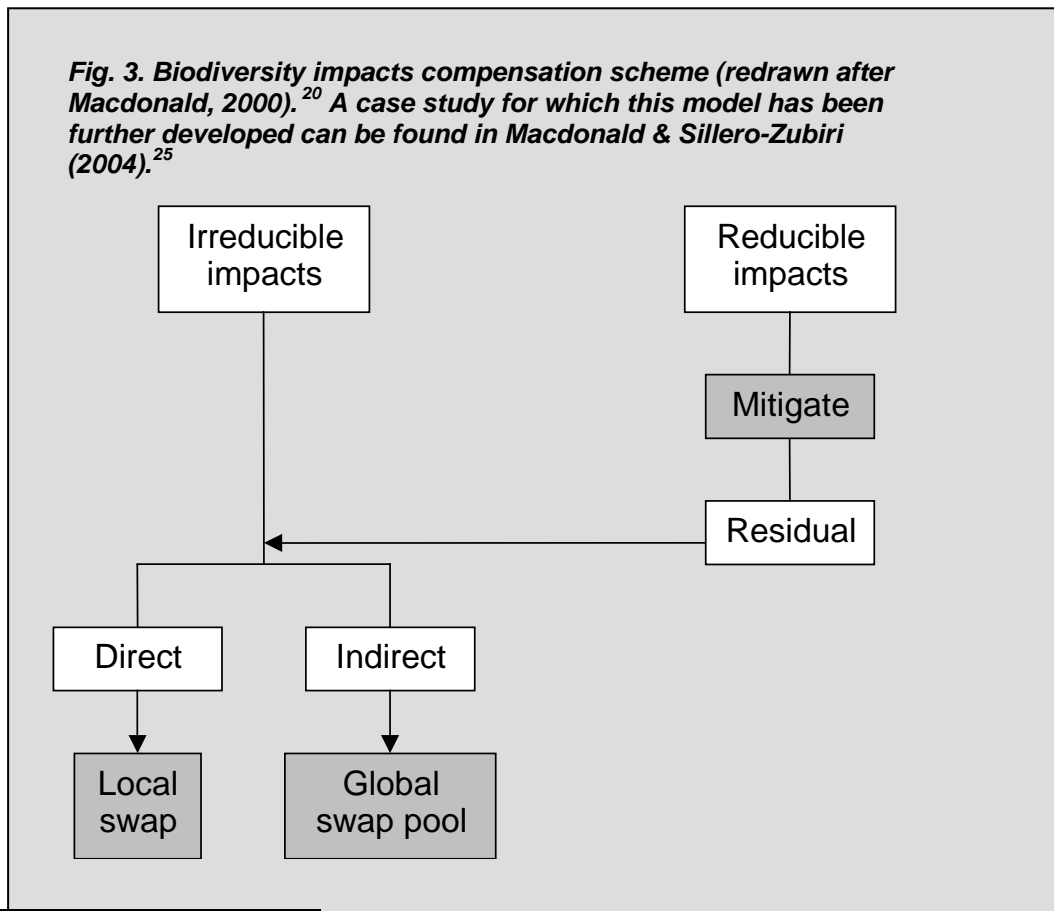 Fig. 3. Biodiversity impacts compensation scheme (redrawn after
Macdonald, 2000). 20 A case study for which this model has been
further developed can be found in Macdonald & Sillero-Zubiri
(2004).25
Irreducible
impacts
Reducible
impacts
Mitigate
Residual
Direct
Indirect
Local
swap
Global
swap pool